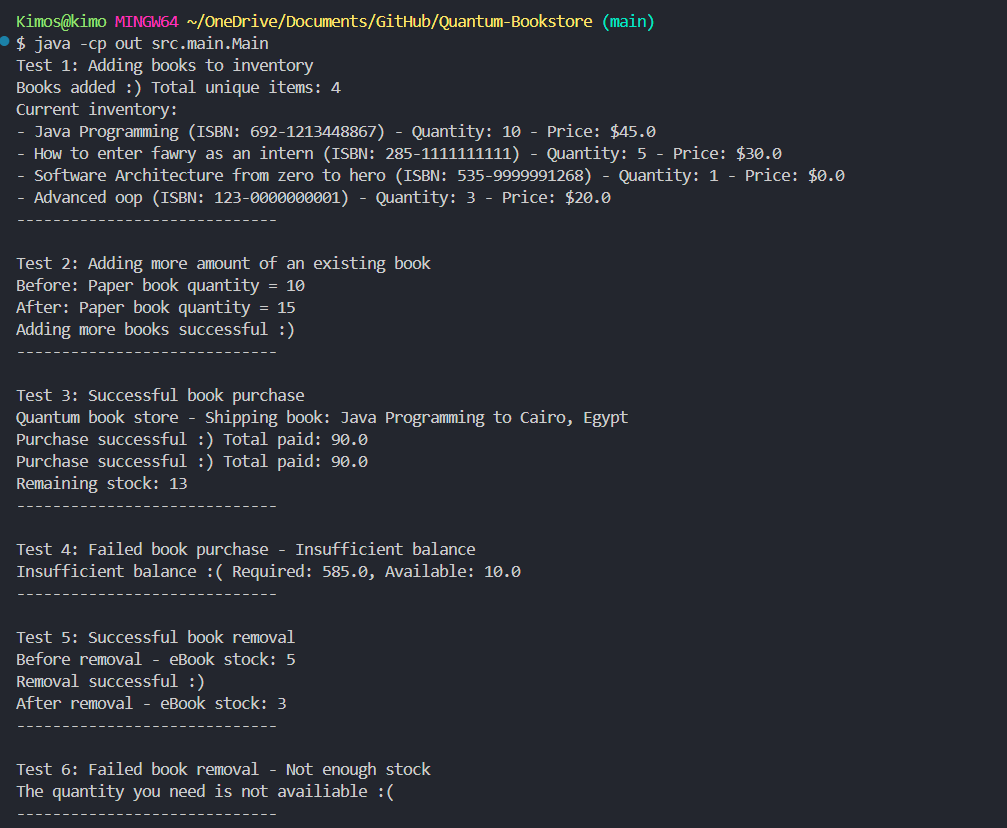 Kimos@kimo MINGW64 ~/OneDrive/Documents/GitHub/Quantum-Bookstore (main)
$ java -cp out src.main.Main
Test 1: Adding books to inventory
Books added :) Total unique items: 4
Current inventory:
- Java Programming (ISBN: 692-1213448867) - Quantity: 10 - Price: $45.0
- How to enter fawry as an intern (ISBN: 285-1111111111) - Quantity: 5 - Price: $30.0
- Software Architecture from zero to hero (ISBN: 535-9999991268) - Quantity: 1 - Price: $0.0
- Advanced oop (ISBN: 123-0000000001) - Quantity: 3 - Price: $20.0
-----------------------------
Test 2: Adding more amount of an existing book
Before: Paper book quantity = 10
After: Paper book quantity = 15
Adding more books successful :)
-----------------------------
Test 3: Successful book purchase
Quantum book store - Shipping book: Java Programming to Cairo, Egypt
Purchase successful :) Total paid: 90.0
Purchase successful :) Total paid: 90.0
Remaining stock: 13
-----------------------------
Test 4: Failed book purchase - Insufficient balance
Insufficient balance :( Required: 585.0, Available: 10.0
-----------------------------
Test 5: Successful book removal
Before removal - eBook stock: 5
Removal successful :)
After removal - eBook stock: 3
-----------------------------
Test 6: Failed book removal - Not enough stock
The quantity you need is not availiable :(
-----------------------------